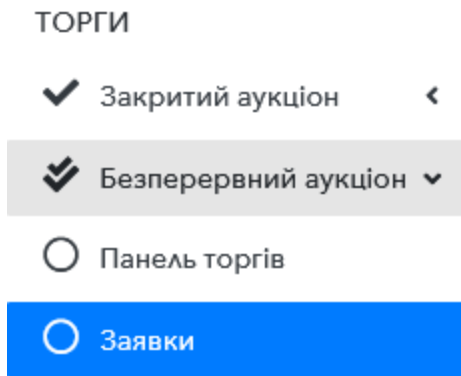 ТОРГИ
Закритий аукціон
Безперервний аукціон
Панель торгів
Заявки